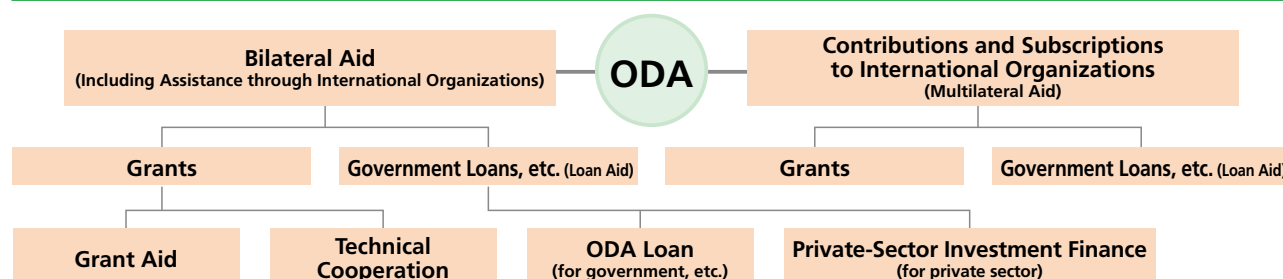 Bilateral Aid
(Including Assistance through International Organizations)
ODA
Contributions and Subscriptions
to International Organizations
(Multilateral Aid)
Grants
Government Loans, etc. (Loan Aid)
Grants
Government Loans, etc. (Loan Aid)
Grant Aid
Technical
Cooperation
ODA Loan
(for government, etc.)
Private-Sector Investment Finance
(for private sector)